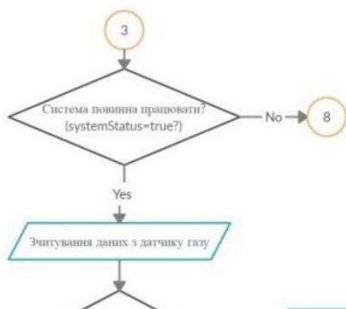 3
Система повинна працювати?
(systemStatus=true?)
No
8
Yes
Зчитування даних з датчику газу